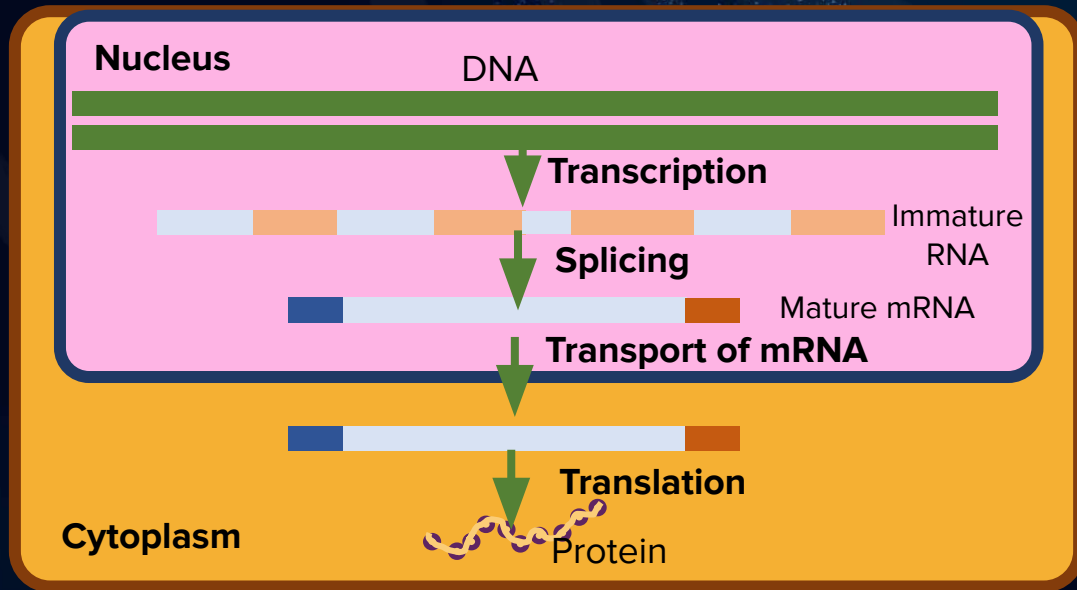 Nucleus
DNA
Transcription
Immature
RNA
Splicing
Mature mRNA
Transport of mRNA
Translation
Cytoplasm
Protein